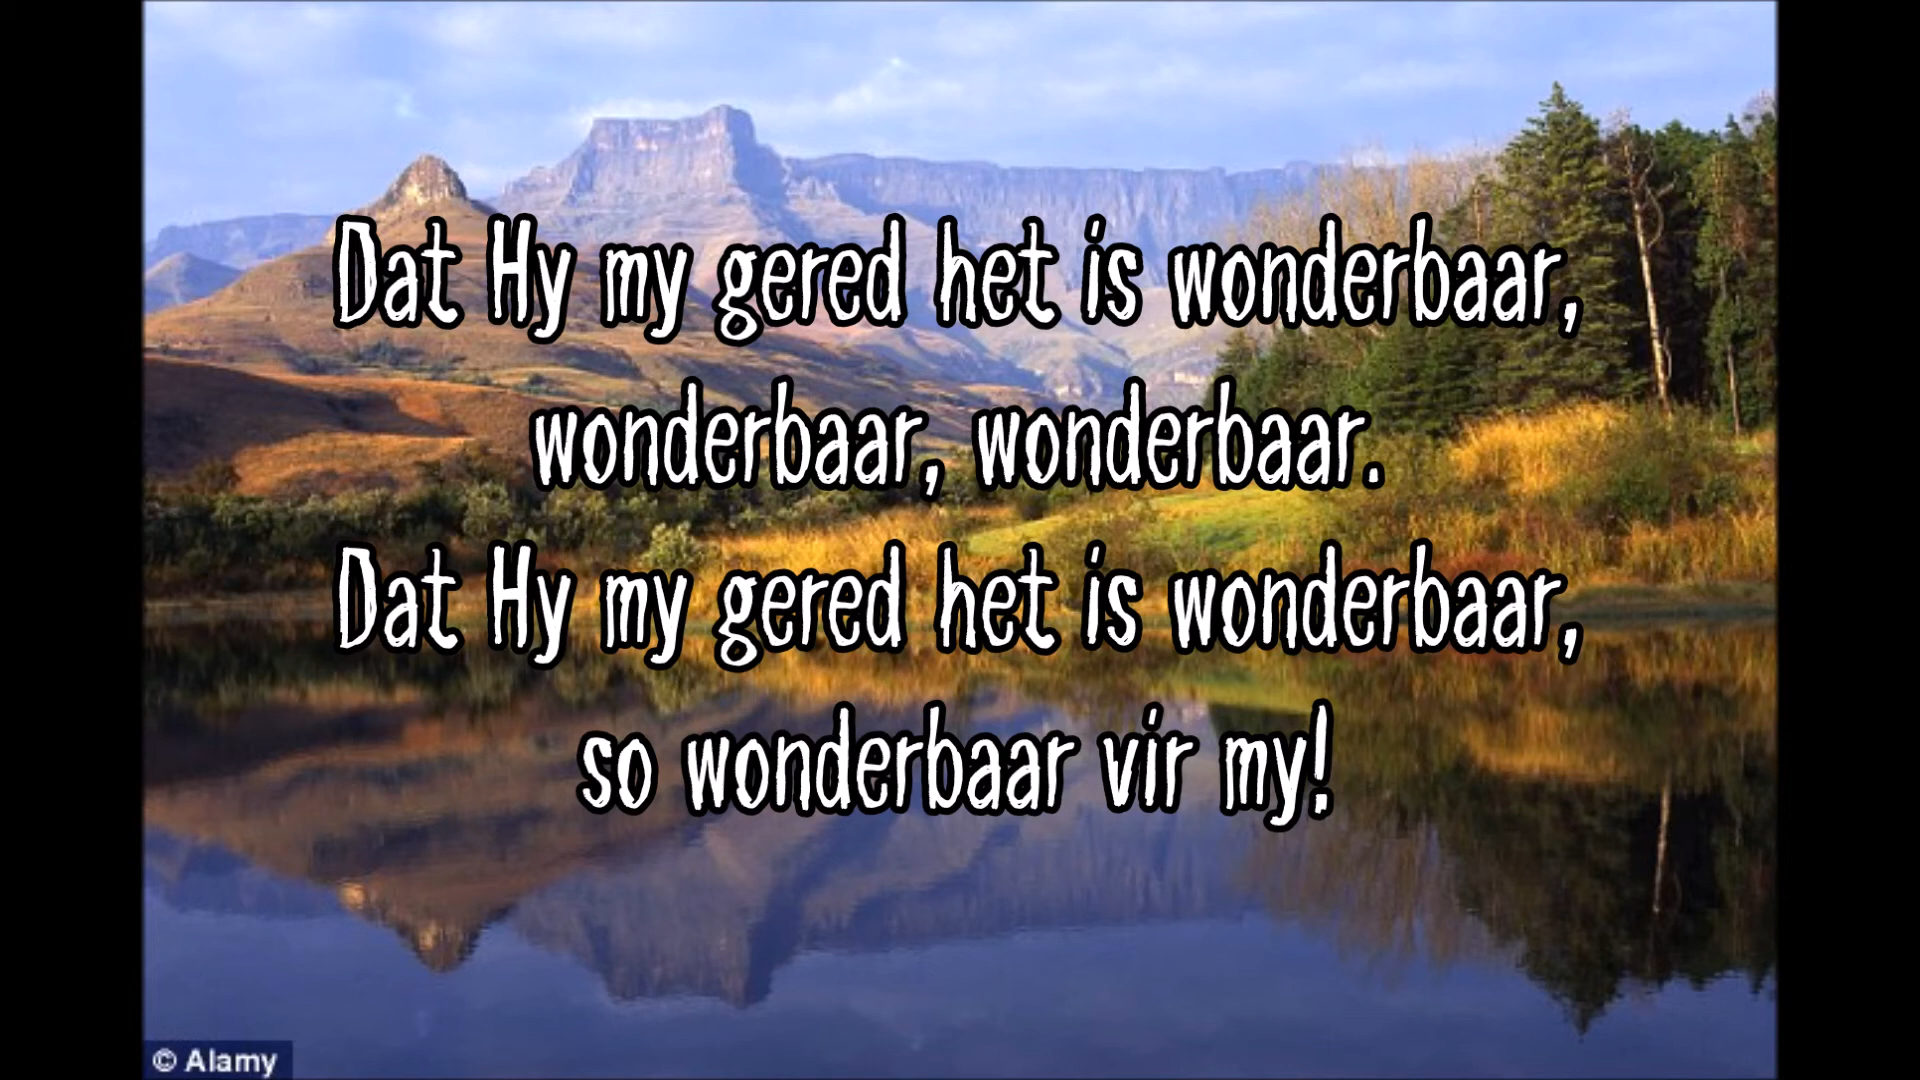 Dat Hy my gered het is wonderbaar,
wonderbaar, wonderbaar.
Dat Hy my gered het is wonderbaar,
so wonderbaar vir my!
© Alamy